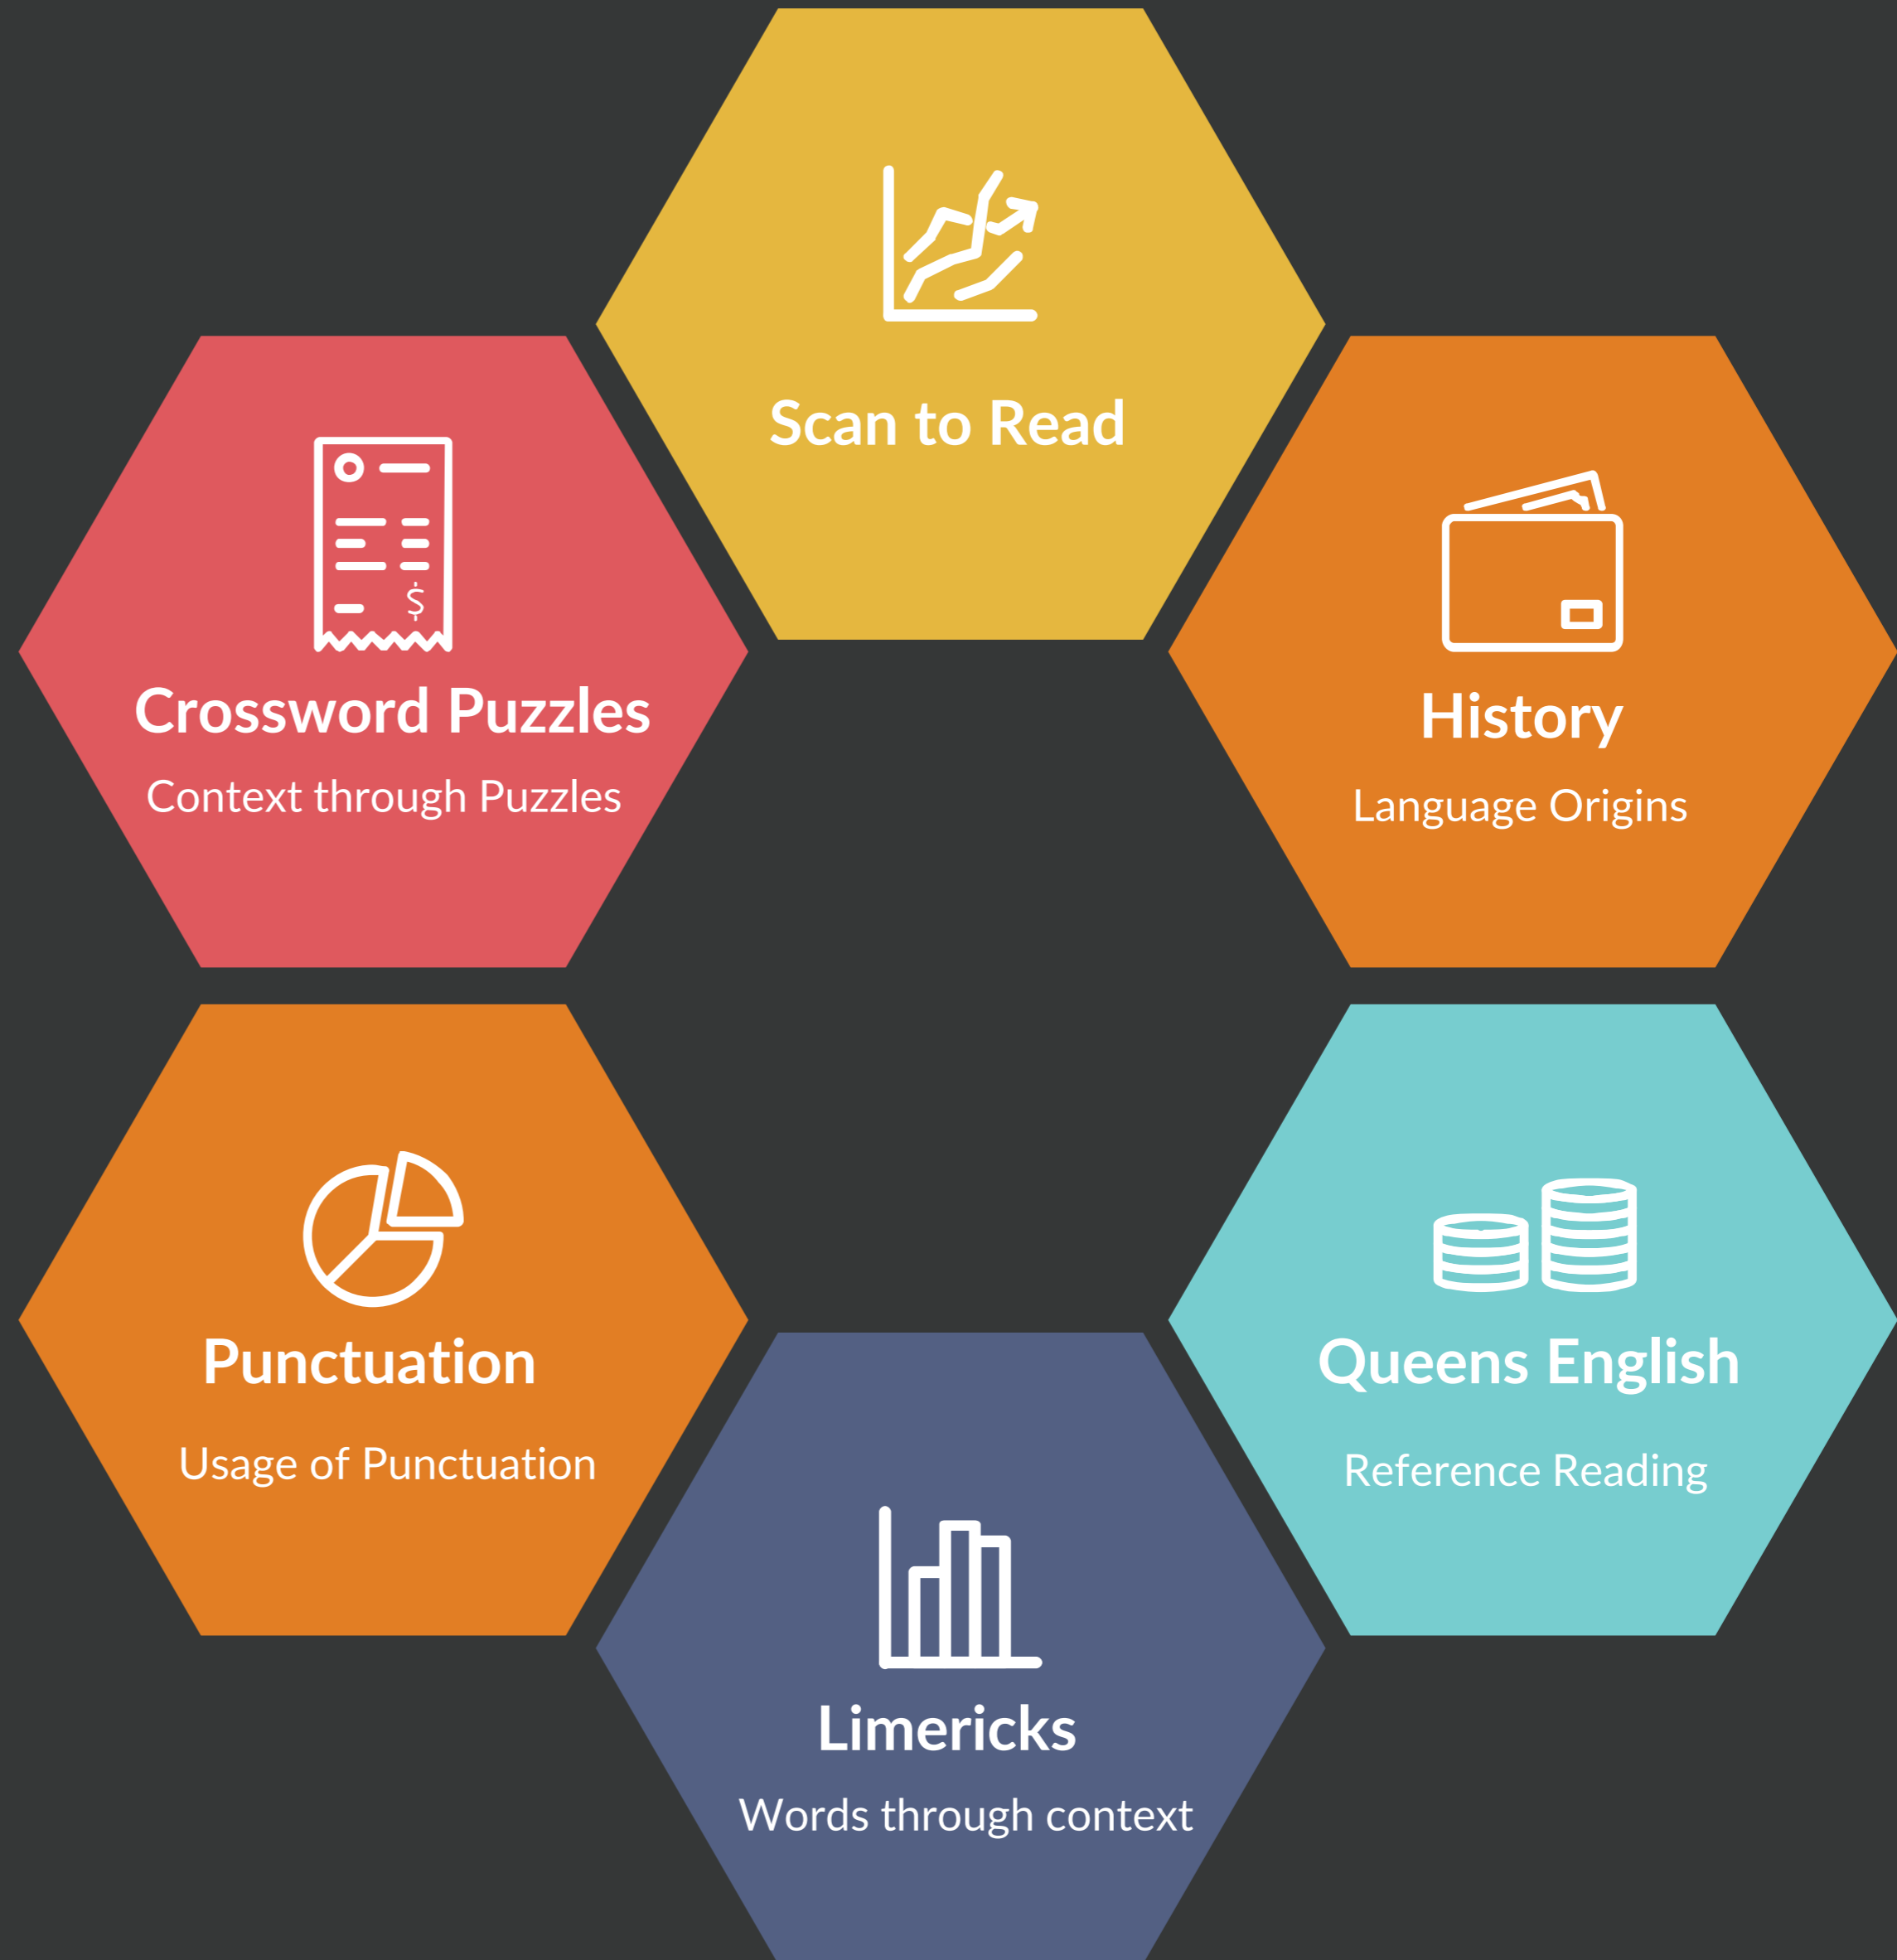 Scan to Read
Crossword Puzzles
Context through Puzzles
$
History
Language Origins
Punctuation
Usage of Punctuation
Queens English
Reference Reading
Limericks
Words through context